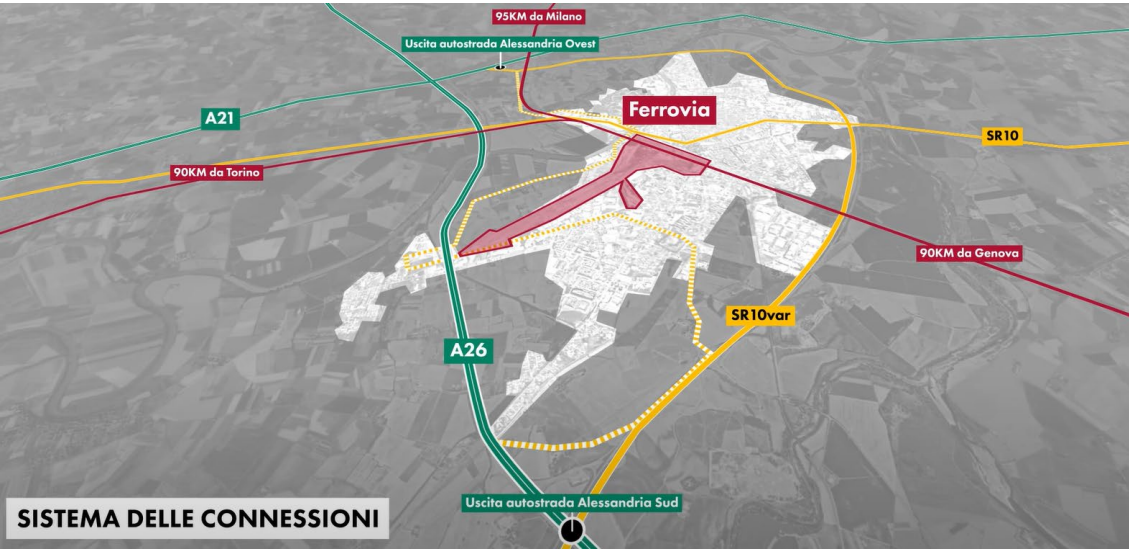 95KM da Milano
Uscita autostrada Alessandria Ovest
Ferrovia
A21
SR10
90KM da Torino
90KM da Genova
SR10var
A26
Uscita autostrada Alessandria Sud
SISTEMA DELLE CONNESSIONI